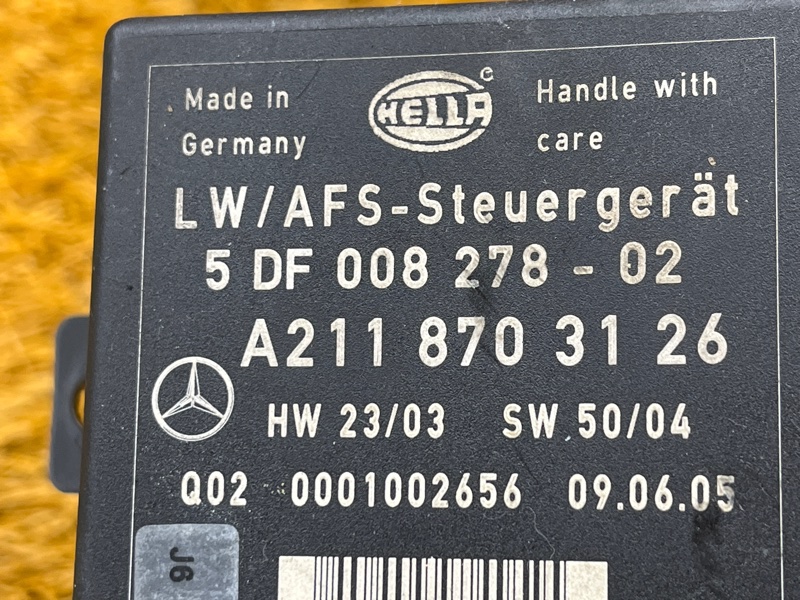 Made in
Germany
HELLA
©
Handle with
care
LW/AFS-Steuergerät
5 DF 008 278 - 02
A211 870 31 26
HW 23/03 SW 50/04
Q02 0001002656 09.06.05
J6